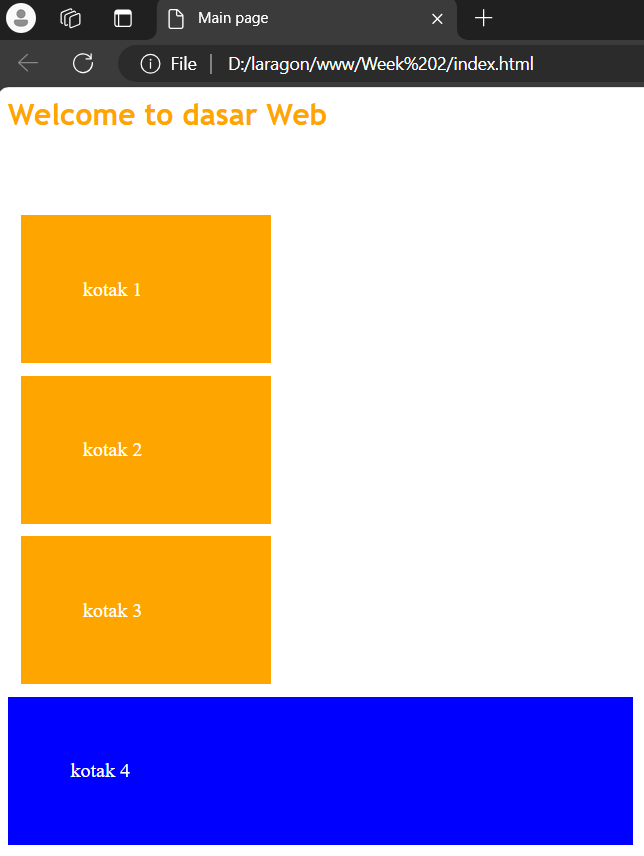 Main page
File | D:/laragon/www/Week%202/index.html
Welcome to dasar Web
kotak 1
kotak 2
kotak 3
kotak 4